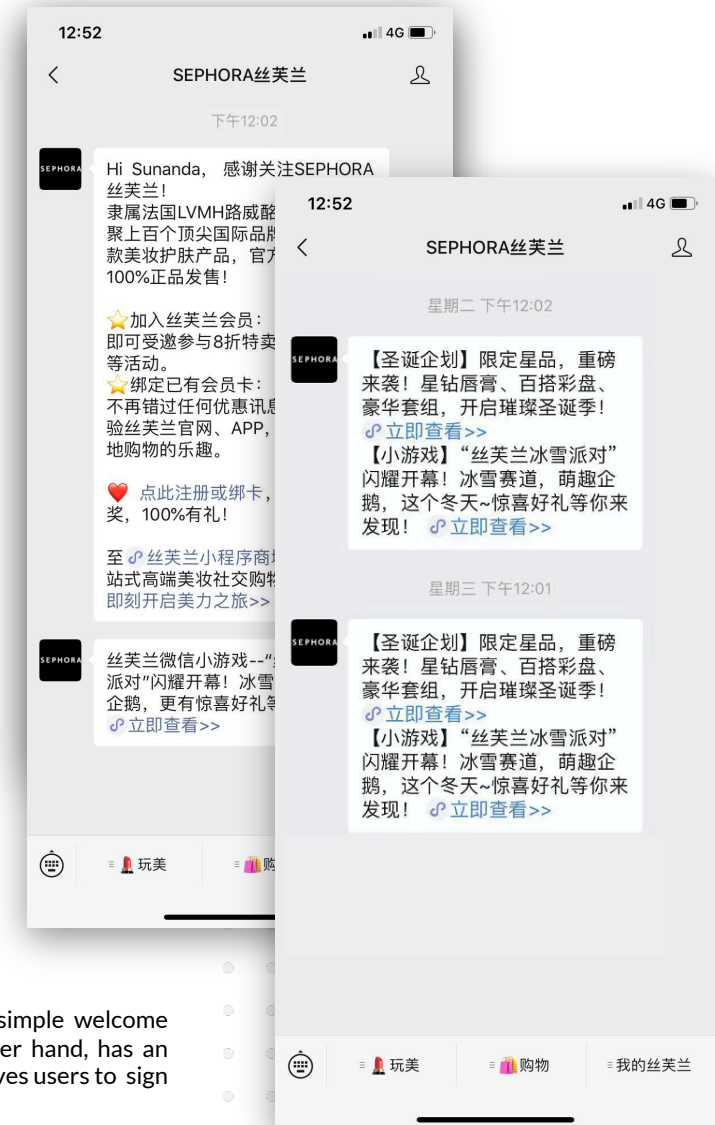 12:52
4G
SEPHORA丝芙兰
下午12:02
SEPHORA
Hi Sunanda, 感谢关注SEPHORA
丝芙兰!
隶属法国LVMH路威酩
聚上百个顶尖国际品牌
款美妆护肤产品,官方
100%正品发售!
⭐加入丝芙兰会员:
即可受邀参与8折特卖
等活动。
⭐绑定已有会员卡:
不再错过任何优惠讯息
验丝芙兰官网、APP,
地购物的乐趣。
❤️ 点此注册或绑卡,
奖,100%有礼!
至 丝芙兰小程序商
站式高端美妆社交购物
即刻开启美力之旅>>
SEPHORA
丝芙兰微信小游戏--“
派对”闪耀开幕!冰雪
企鹅,更有惊喜好礼等
立即查看>>
玩美
购
12:52
4G
SEPHORA丝芙兰
星期二 下午12:02
SEPHORA
【圣诞企划】限定星品,重磅
来袭!星钻唇膏、百搭彩盘、
豪华套组,开启璀璨圣诞季!
立即查看>>
【小游戏】“丝芙兰冰雪派对”
闪耀开幕!冰雪赛道,萌趣企
鹅,这个冬天~惊喜好礼等你来
发现! 立即查看>>
星期三 下午12:01
SEPHORA
【圣诞企划】限定星品,重磅
来袭!星钻唇膏、百搭彩盘、
豪华套组,开启璀璨圣诞季!
立即查看>>
【小游戏】“丝芙兰冰雪派对”
闪耀开幕!冰雪赛道,萌趣企
鹅,这个冬天~惊喜好礼等你来
发现! 立即查看>>
玩美
购物
我的丝芙兰
simple welcome
er hand, has an
ves users to sign